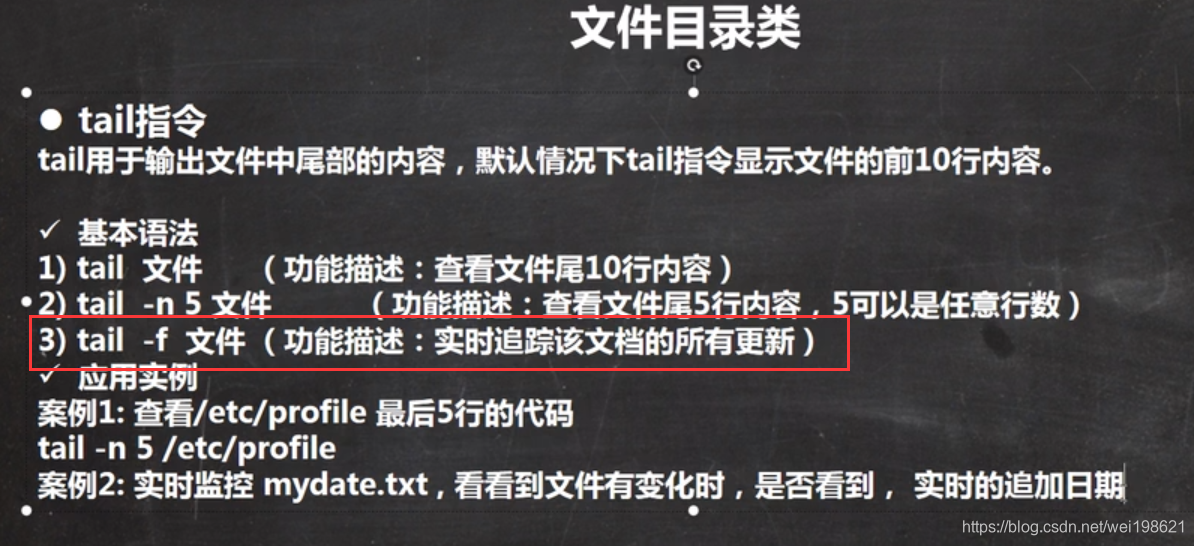 文件目录类
● tail指令
tail用于输出文件中尾部的内容，默认情况下tail指令显示文件的前10行内容。
✓ 基本语法
1) tail 文件 （功能描述：查看文件尾10行内容）
2) tail -n 5 文件 （功能描述：查看文件尾5行内容，5可以是任意行数）
3) tail -f 文件（功能描述：实时追踪该文档的所有更新）
✓ 应用实例
案例1: 查看/etc/profile 最后5行的代码
tail -n 5 /etc/profile
案例2: 实时监控 mydate.txt , 看看到文件有变化时，是否看到， 实时的追加日期
https://blog.csdn.net/wei198621